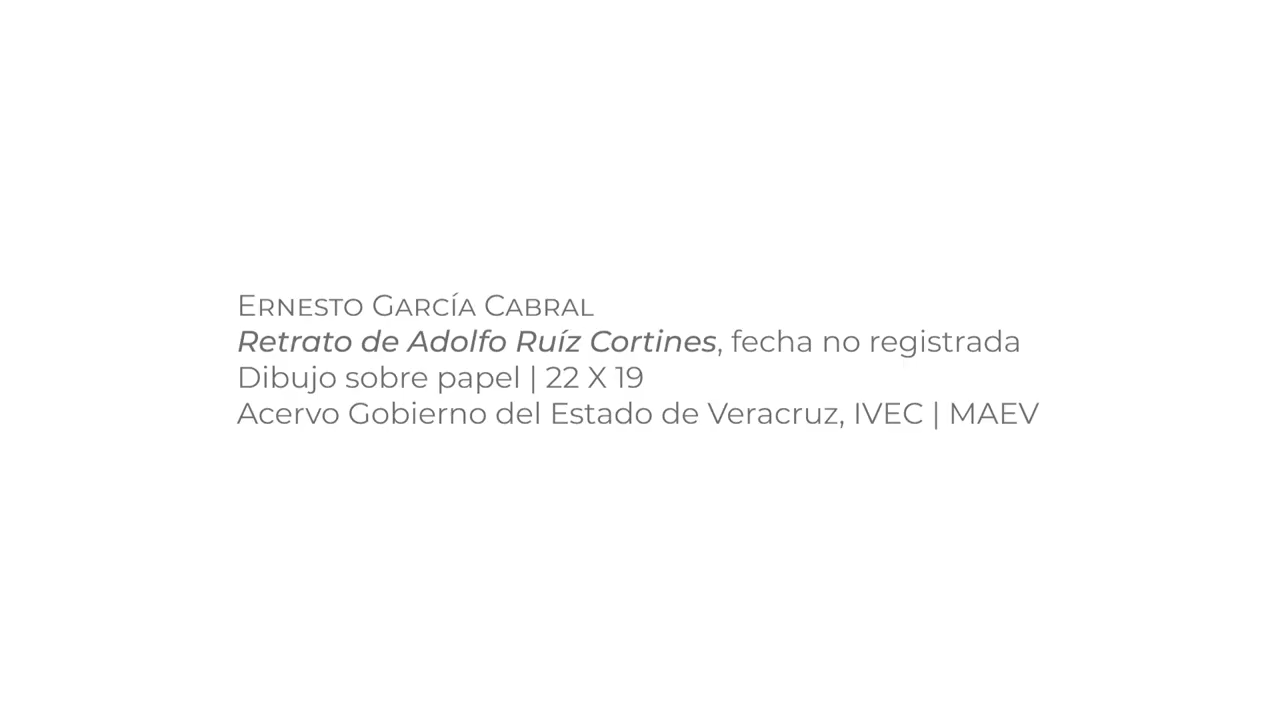 Ernesto García Cabral
Retrato de Adolfo Ruíz Cortines, fecha no registrada
Dibujo sobre papel | 22 X 19
Acervo Gobierno del Estado de Veracruz, IVEC | MAEV